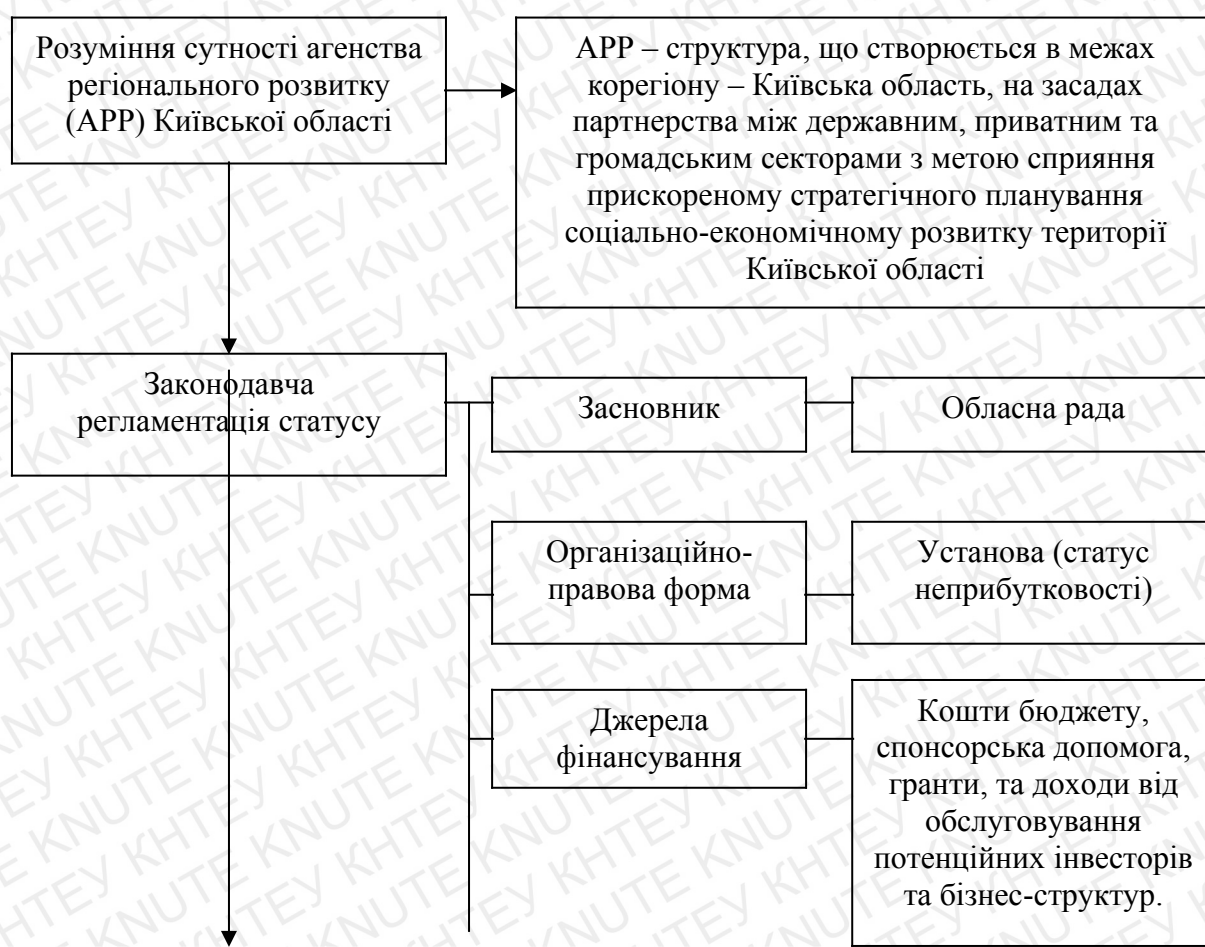 Розуміння сутності агенства
регіонального розвитку
(АРР) Київської області
АРР – структура, що створюється в межах
корегіону – Київська область, на засадах
партнерства між державним, приватним та
громадським секторами з метою сприяння
прискореному стратегічного планування
соціально-економічному розвитку території
Київської області
Законодавча
регламентація статусу
Засновник
Обласна рада
Організаційно-
правова форма
Установа (статус
неприбутковості)
Джерела
фінансування
Кошти бюджету,
спонсорська допомога,
гранти, та доходи від
обслуговування
потенційних інвесторів
та бізнес-структур.